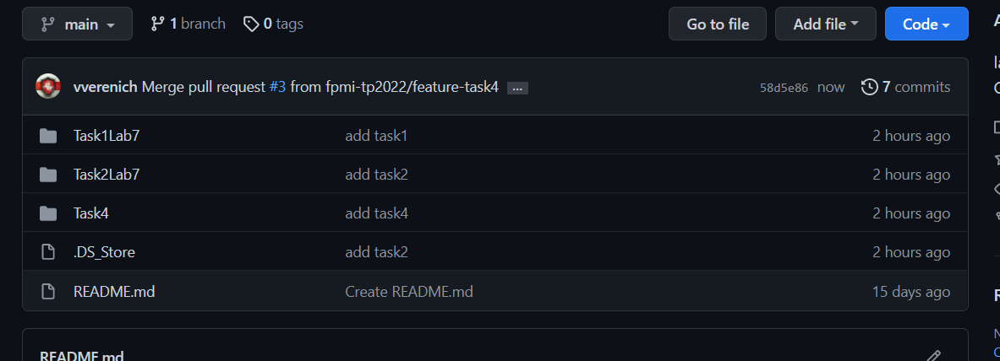 main 1 branch 0 tags Go to file Add file Code
vverenich Merge pull request #3 from fpmi-tp2022/feature-task4 ... 58d5e86 now 7 commits
Task1Lab7 add task1 2 hours ago
Task2Lab7 add task2 2 hours ago
Task4 add task4 2 hours ago
.DS_Store add task2 2 hours ago
README.md Create README.md 15 days ago
README.md